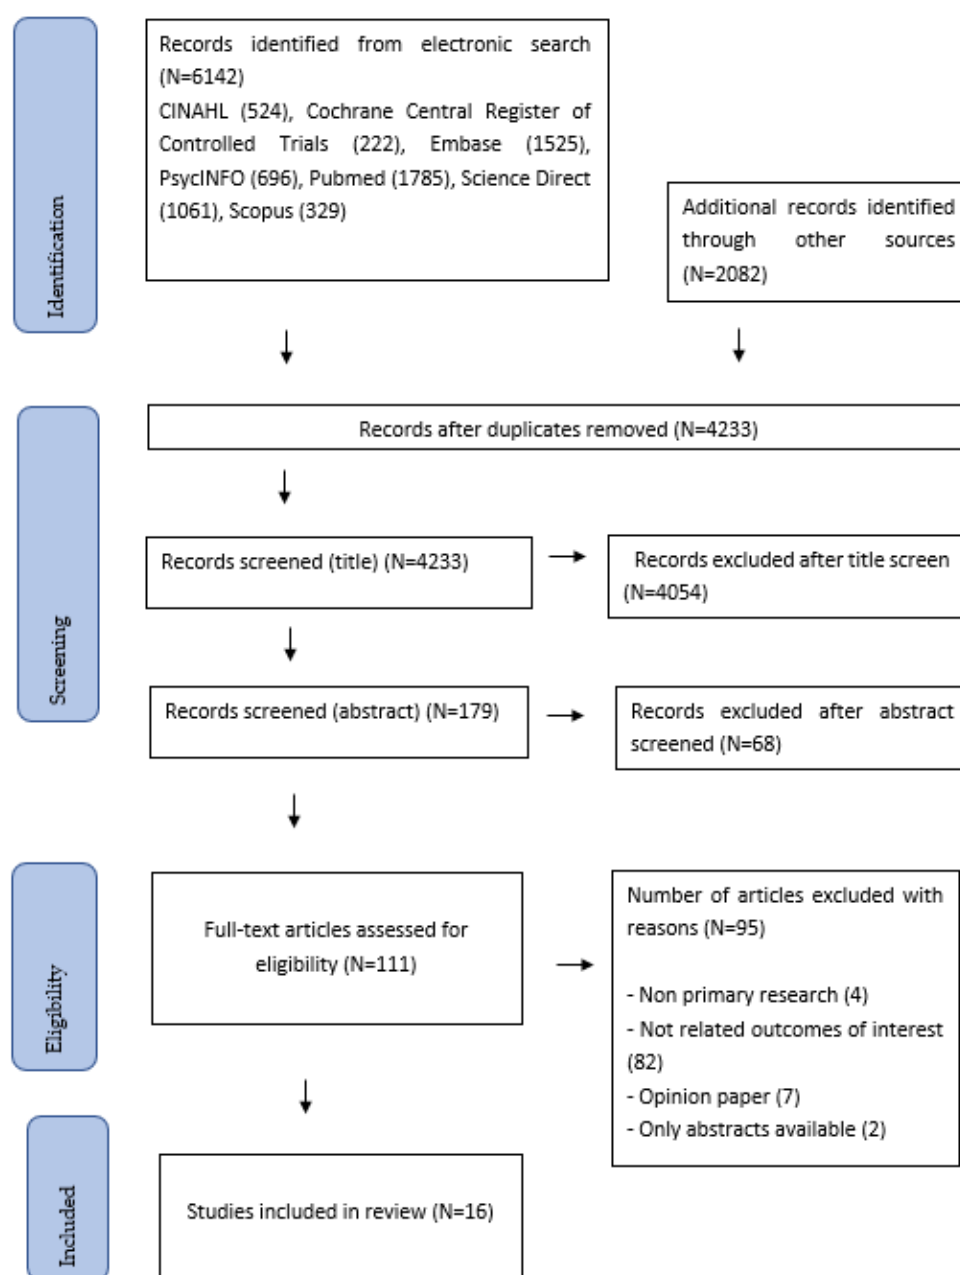 Identification
Records identified from electronic search
(N=6142)
CINAHL (524), Cochrane Central Register of
Controlled Trials (222), Embase (1525),
PsycINFO (696), Pubmed (1785), Science Direct
(1061), Scopus (329)
Additional records identified
through other sources
(N=2082)
Screening
Records after duplicates removed (N=4233)
Records screened (title) (N=4233)
Records excluded after title screen
(N=4054)
Records screened (abstract) (N=179)
Records excluded after abstract
screened (N=68)
Eligibility
Full-text articles assessed for
eligibility (N=111)
Number of articles excluded with
reasons (N=95)
- Non primary research (4)
- Not related outcomes of interest
(82)
- Opinion paper (7)
- Only abstracts available (2)
Included
Studies included in review (N=16)